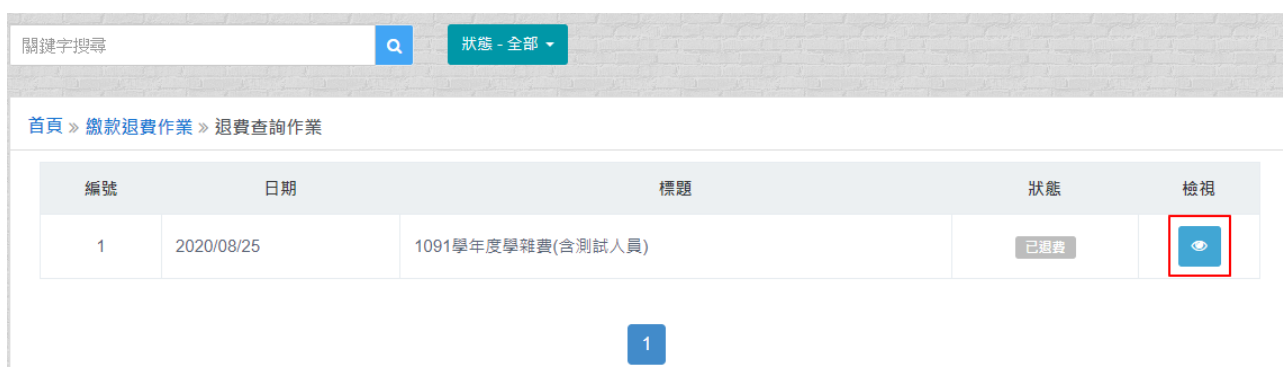 關鍵字搜尋
狀態 - 全部
首頁 » 繳款退費作業 » 退費查詢作業
編號 日期 標題 狀態 檢視
1 2020/08/25 1091學年度學雜費(含測試人員) 已退費
1